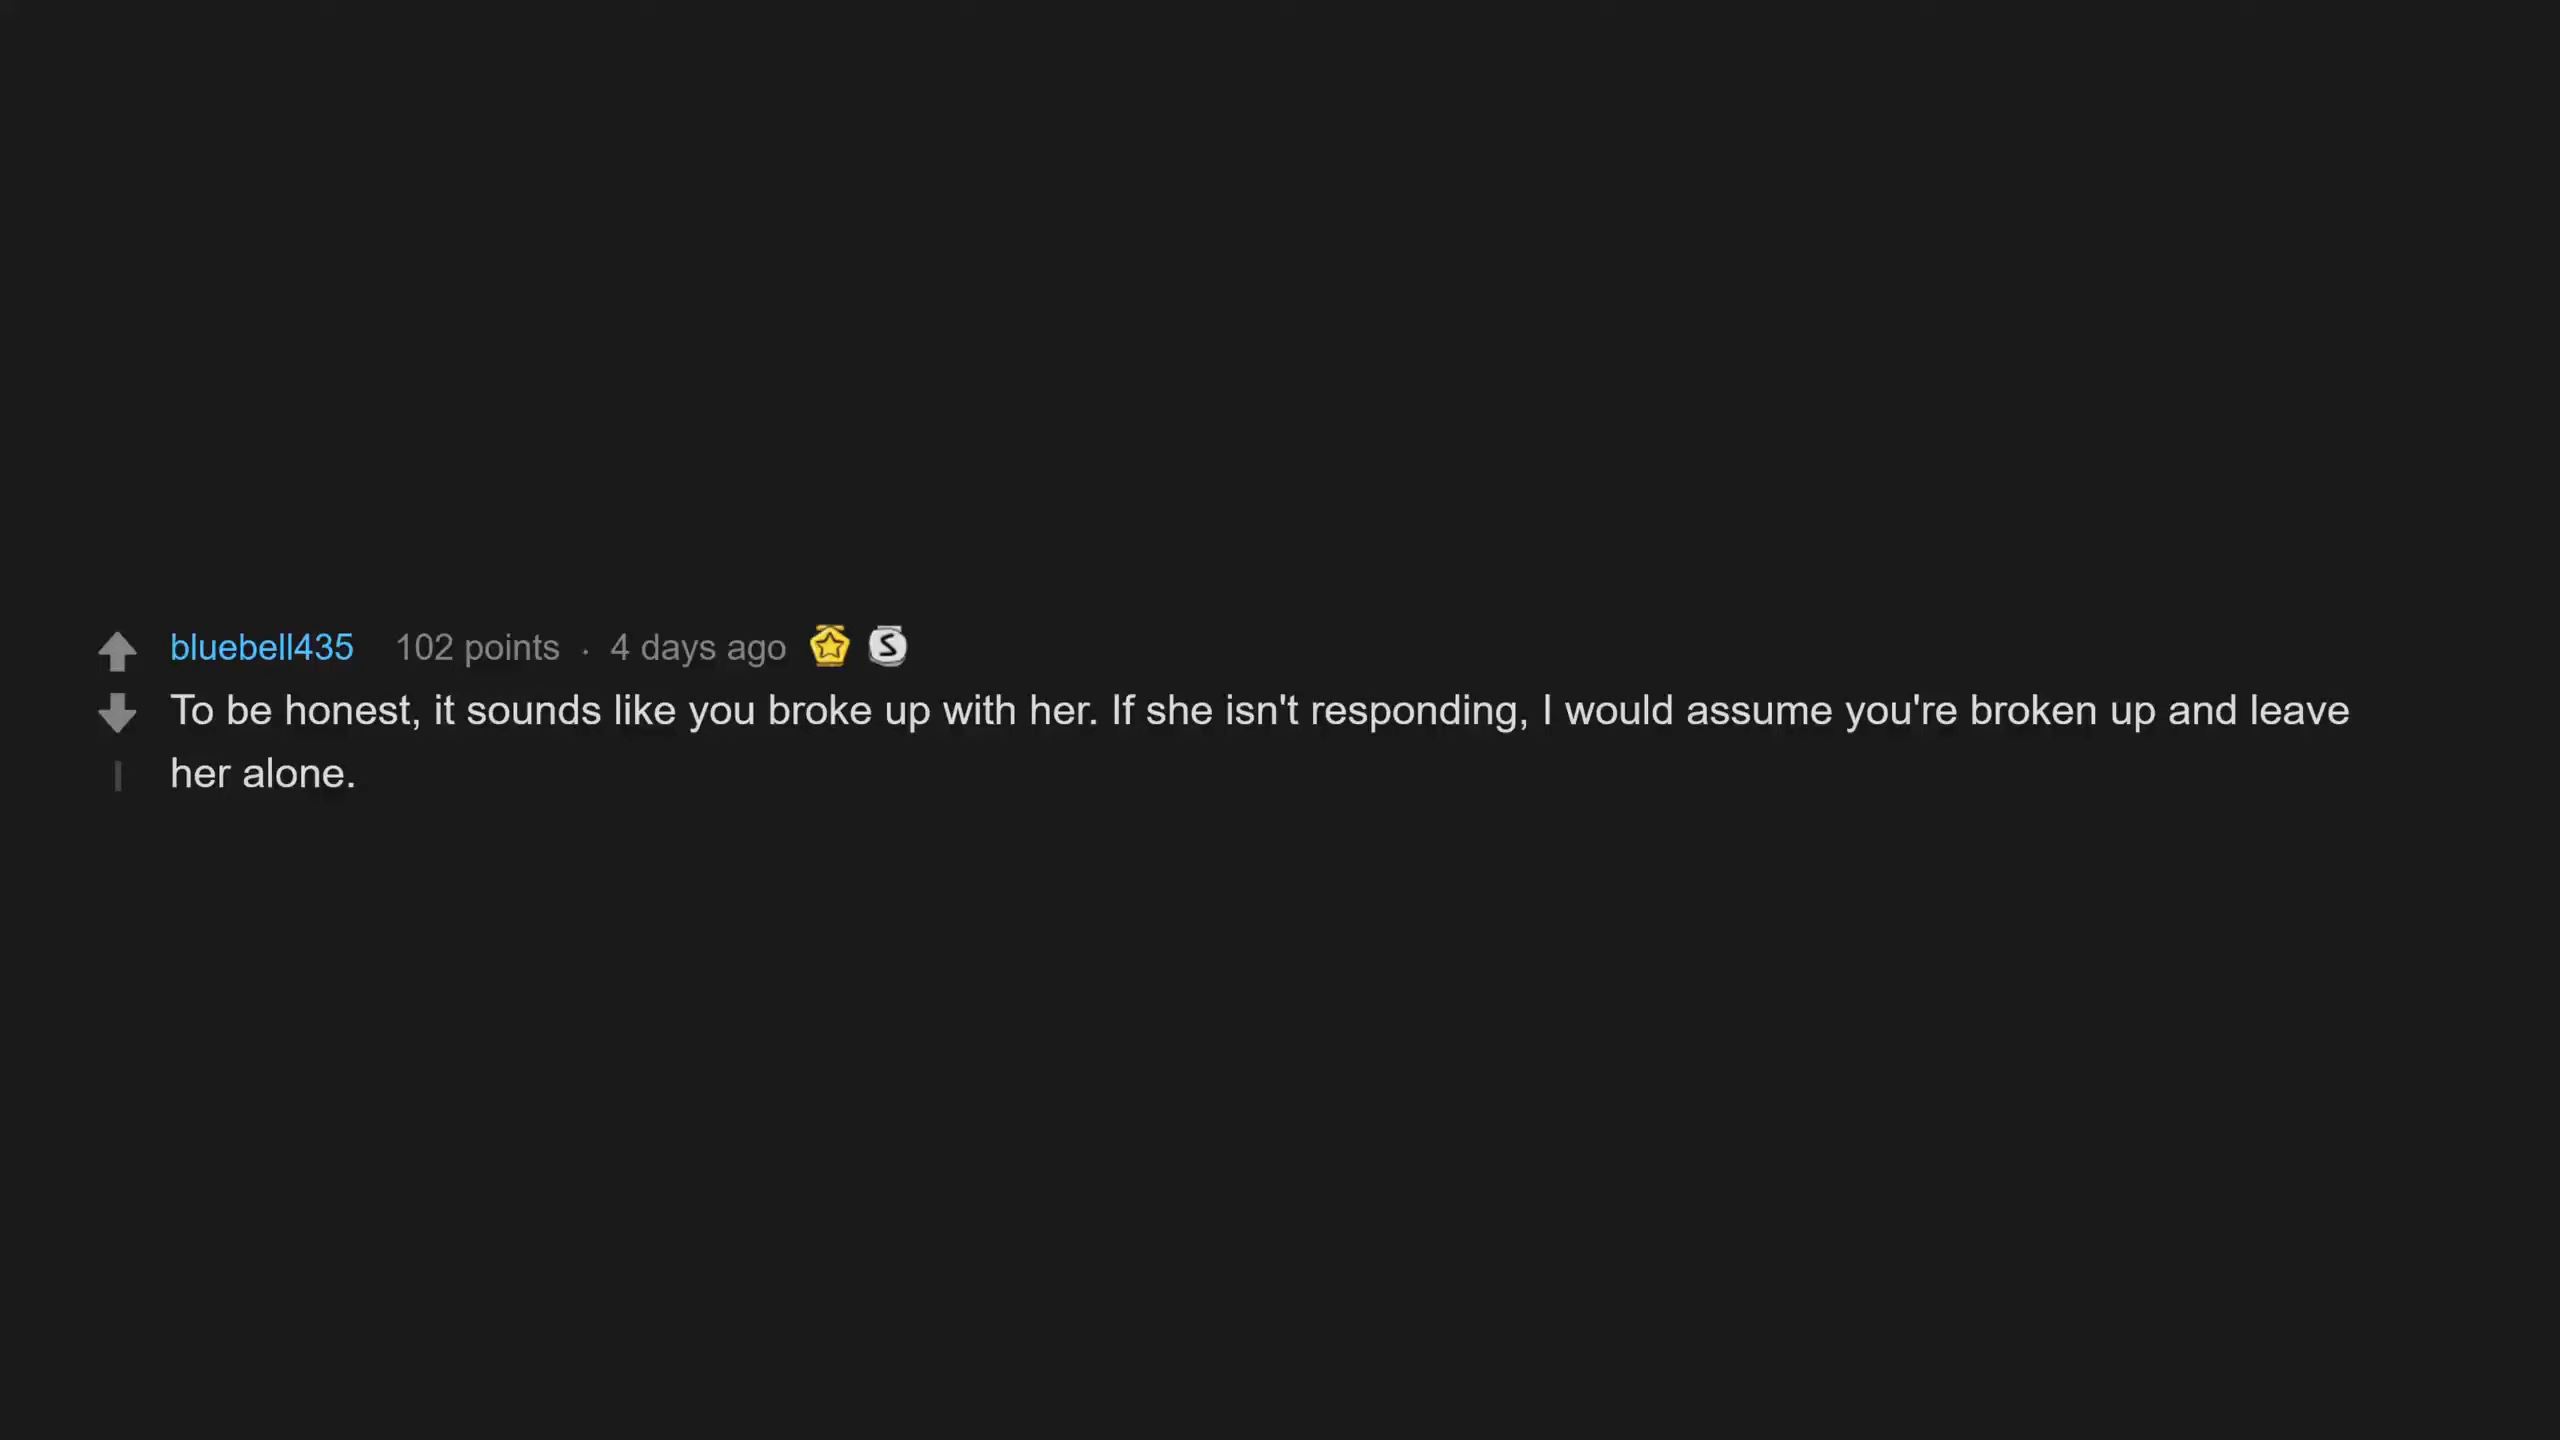 bluebell435 102 points · 4 days ago S
To be honest, it sounds like you broke up with her. If she isn't responding, I would assume you're broken up and leave
her alone.